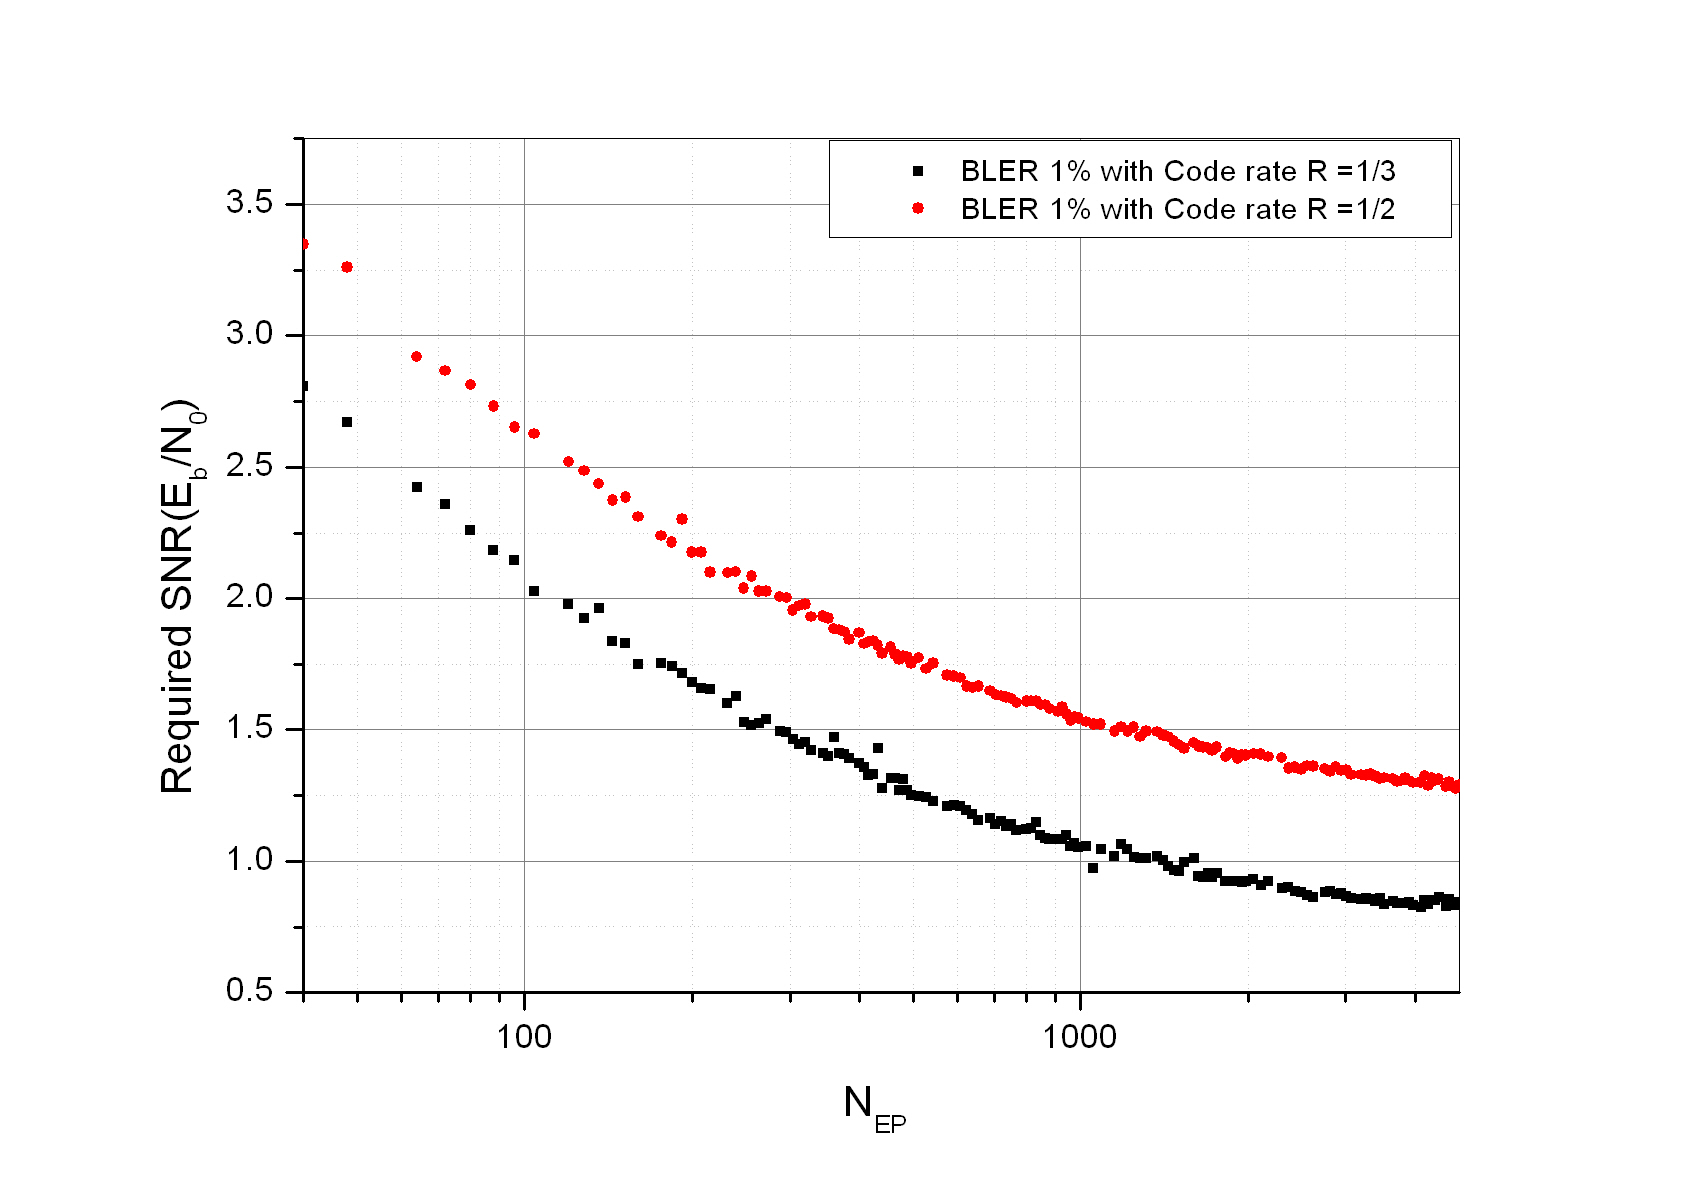 BLER 1% with Code rate R =1/3
BLER 1% with Code rate R =1/2
3.5
3.0
2.5
2.0
1.5
1.0
0.5
Required SNR(Eb/N0)
100 1000
NEP